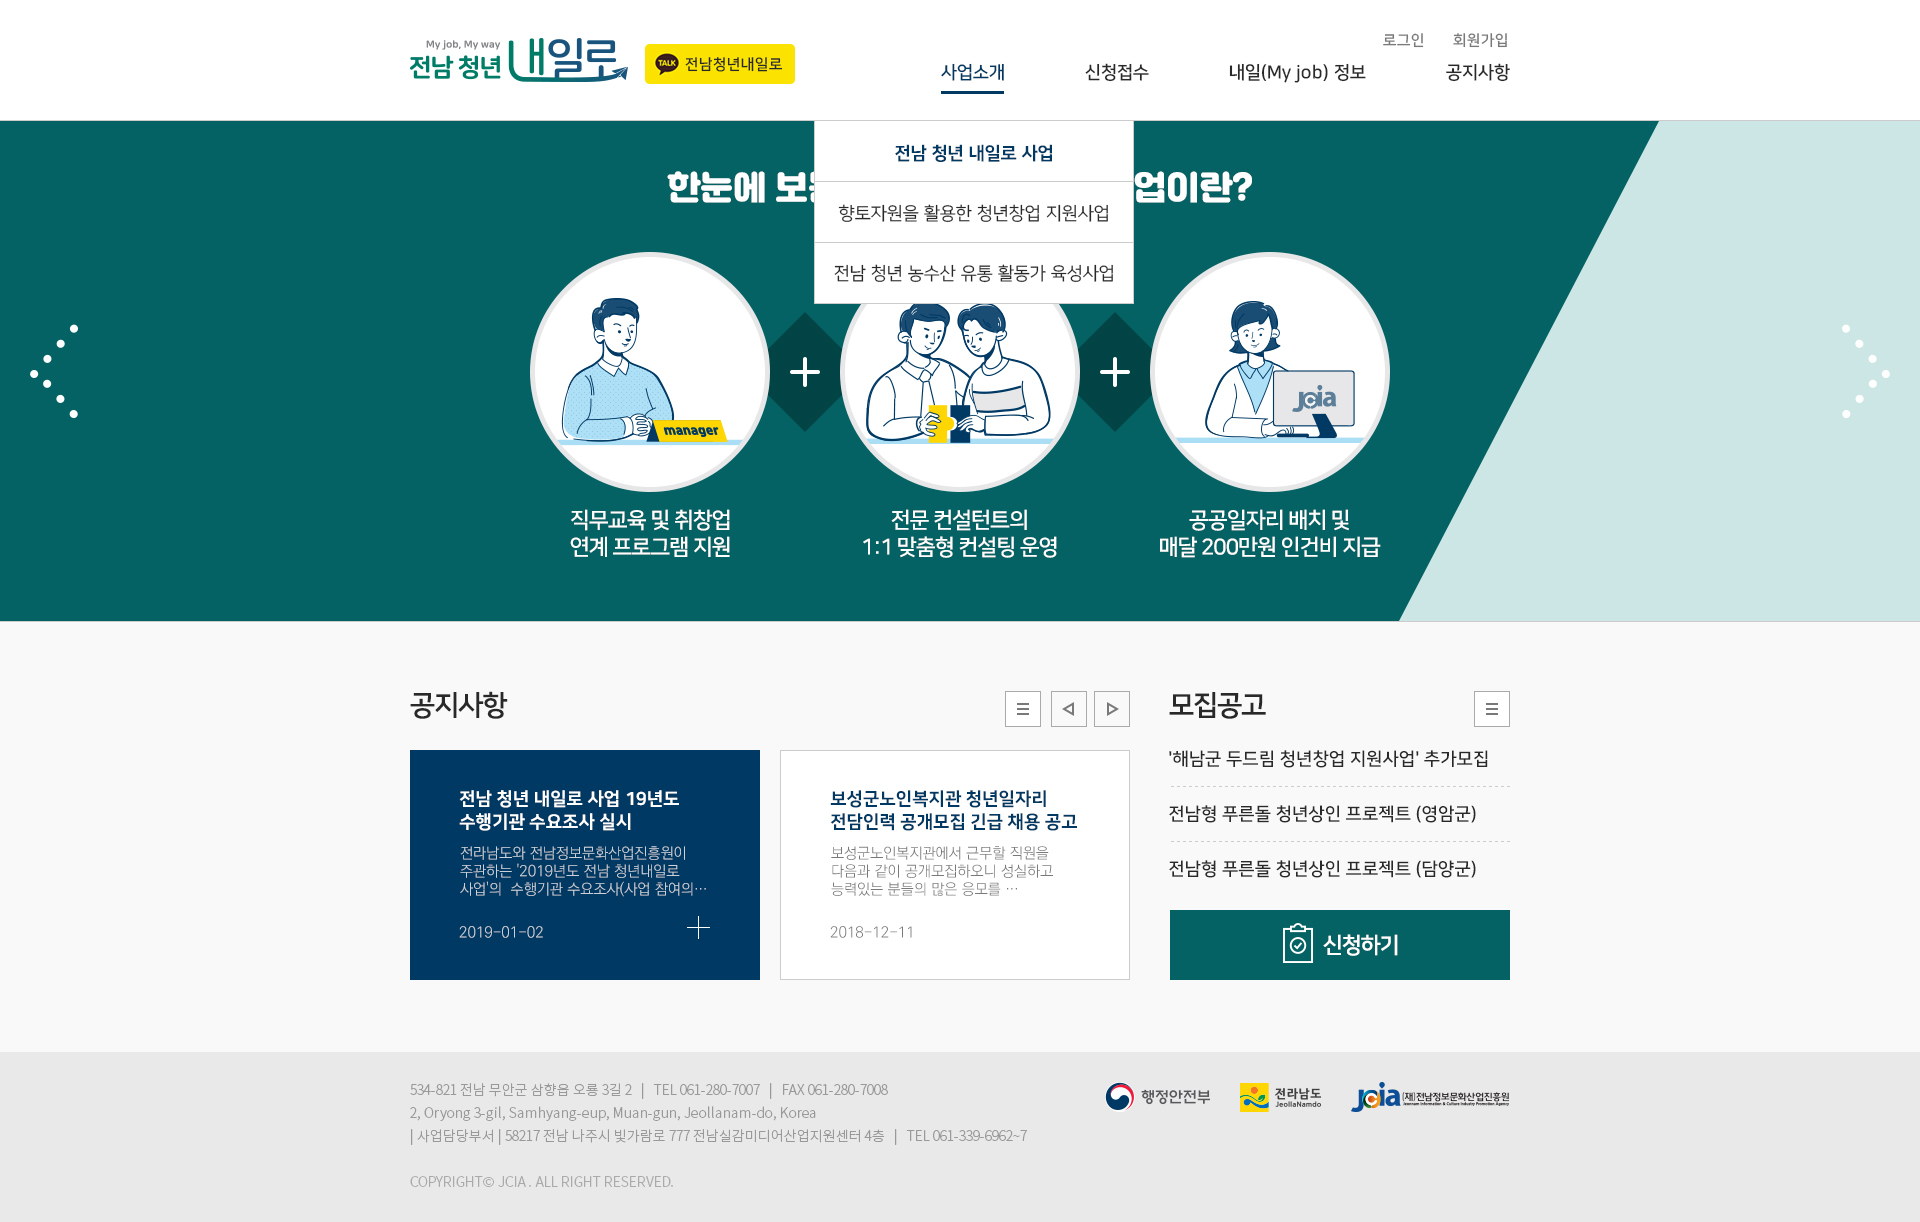 My job, My way
전남 청년 내일로
TALK 전남청년내일로
로그인 회원가입
사업소개 신청접수 내일(My job) 정보 공지사항
전남 청년 내일로 사업
향토자원을 활용한 청년창업 지원사업
전남 청년 농수산 유통 활동가 육성사업
한눈에 업이란?
manager
jcia
직무교육 및 취창업
연계 프로그램 지원
전문 컨설턴트의
1:1 맞춤형 컨설팅 운영
공공일자리 배치 및
매달 200만원 인건비 지급
공지사항
전남 청년 내일로 사업 19년도
수행기관 수요조사 실시
전라남도와 전남정보문화산업진흥원이
주관하는 '2019년도 전남 청년내일로
사업'의 수행기관 수요조사(사업 참여의…
2019-01-02
보성군노인복지관 청년일자리
전담인력 공개모집 긴급 채용 공고
보성군노인복지관에서 근무할 직원을
다음과 같이 공개모집하오니 성실하고
능력있는 분들의 많은 응모를 …
2018-12-11
모집공고
'해남군 두드림 청년창업 지원사업' 추가모집
전남형 푸른돌 청년상인 프로젝트 (영암군)
전남형 푸른돌 청년상인 프로젝트 (담양군)
신청하기
534-821 전남 무안군 삼향읍 오룡 3길 2 | TEL 061-280-7007 | FAX 061-280-7008
2, Oryong 3-gil, Samhyang-eup, Muan-gun, Jeollanam-do, Korea
| 사업담당부서 | 58217 전남 나주시 빛가람로 777 전남실감미디어산업지원센터 4층 | TEL 061-339-6962~7
COPYRIGHT© JCIA . ALL RIGHT RESERVED.
행정안전부
전라남도
JeollaNamdo
jcia (재)전남정보문화산업진흥원
Jeonnam Information & Culture Industry Promotion Agency